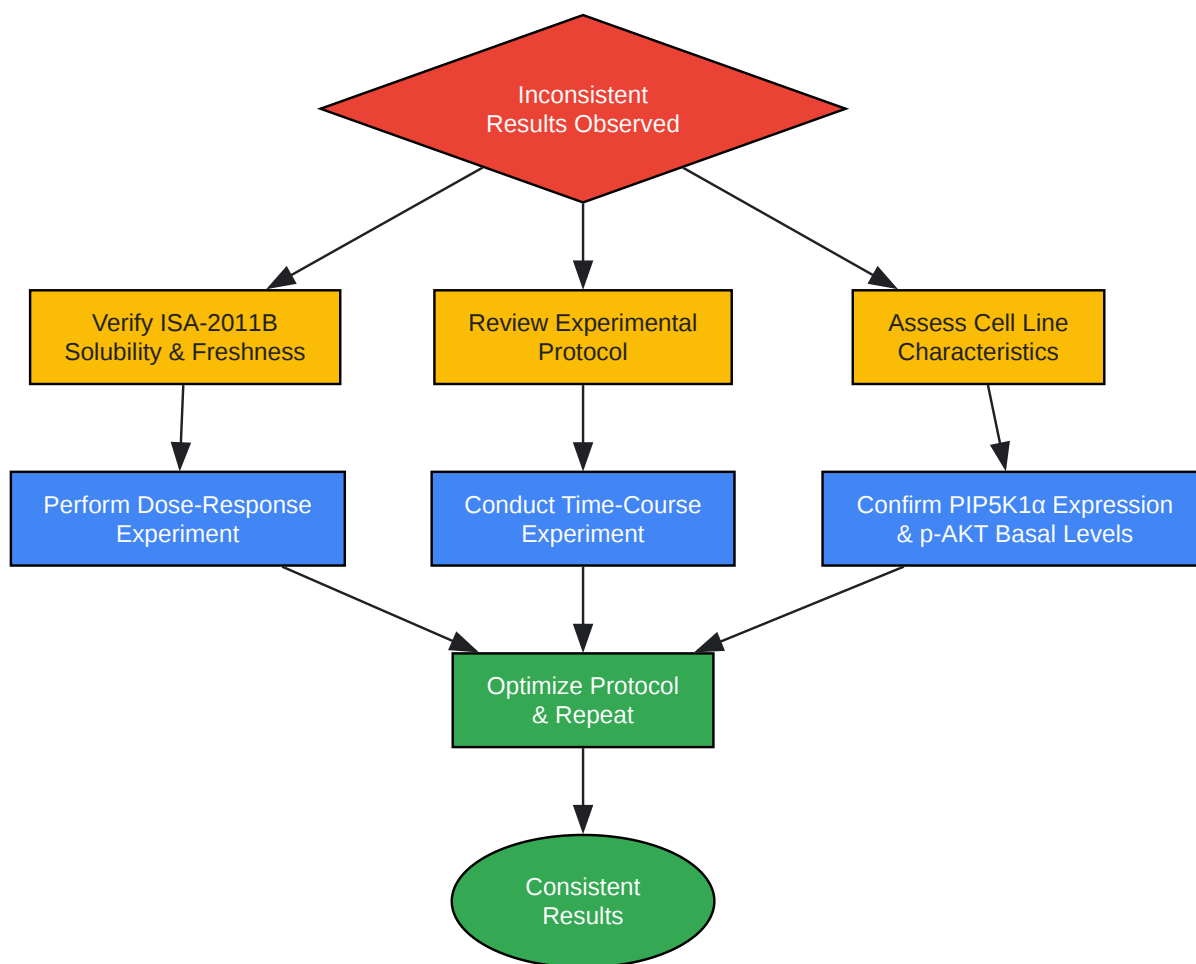 Inconsistent
Results Observed
Verify ISA-2011B
Solubility & Freshness
Review Experimental
Protocol
Assess Cell Line
Characteristics
Perform Dose-Response
Experiment
Conduct Time-Course
Experiment
Confirm PIP5K1α Expression
& p-AKT Basal Levels
Optimize Protocol
& Repeat
Consistent
Results